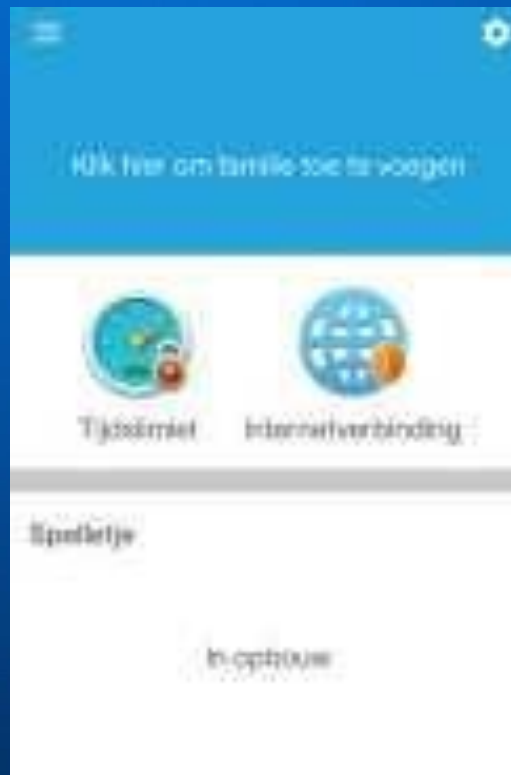 Klik hier om familie toe te voegen
Tijdslimiet
Internetverbinding
Spelletje
In opbouw